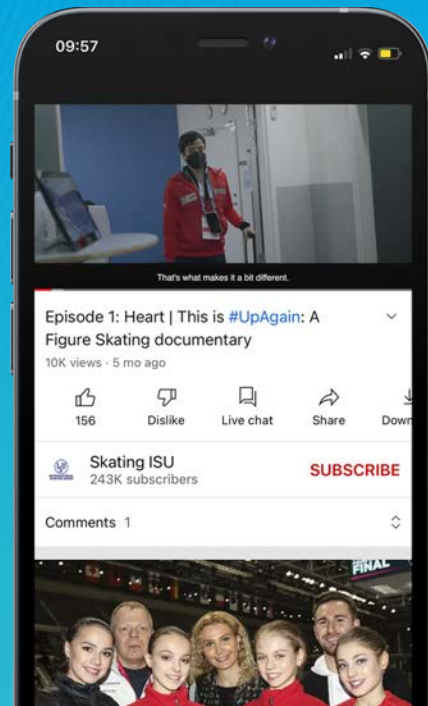 09:57
That's what makes it a bit different.
Episode 1: Heart | This is #UpAgain: A
Figure Skating documentary
10K views · 5 mo ago
156 Dislike Live chat Share Down
Skating ISU SUBSCRIBE
243K subscribers
Comments 1
FINAL